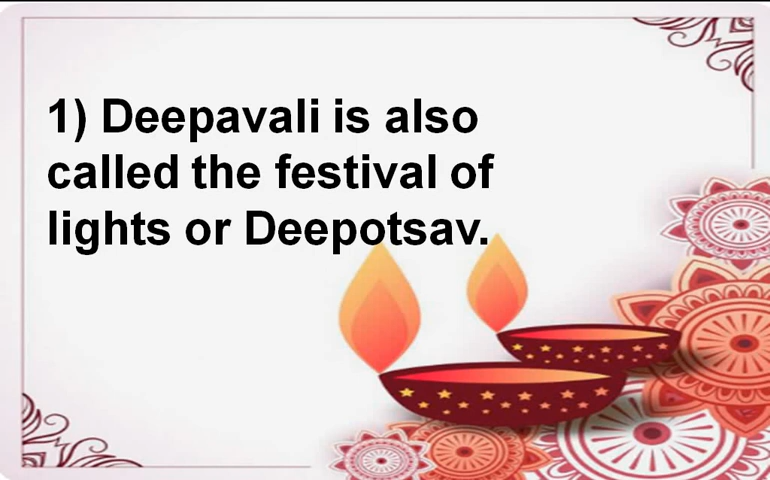 1) Deepavali is also
called the festival of
lights or Deepotsav.